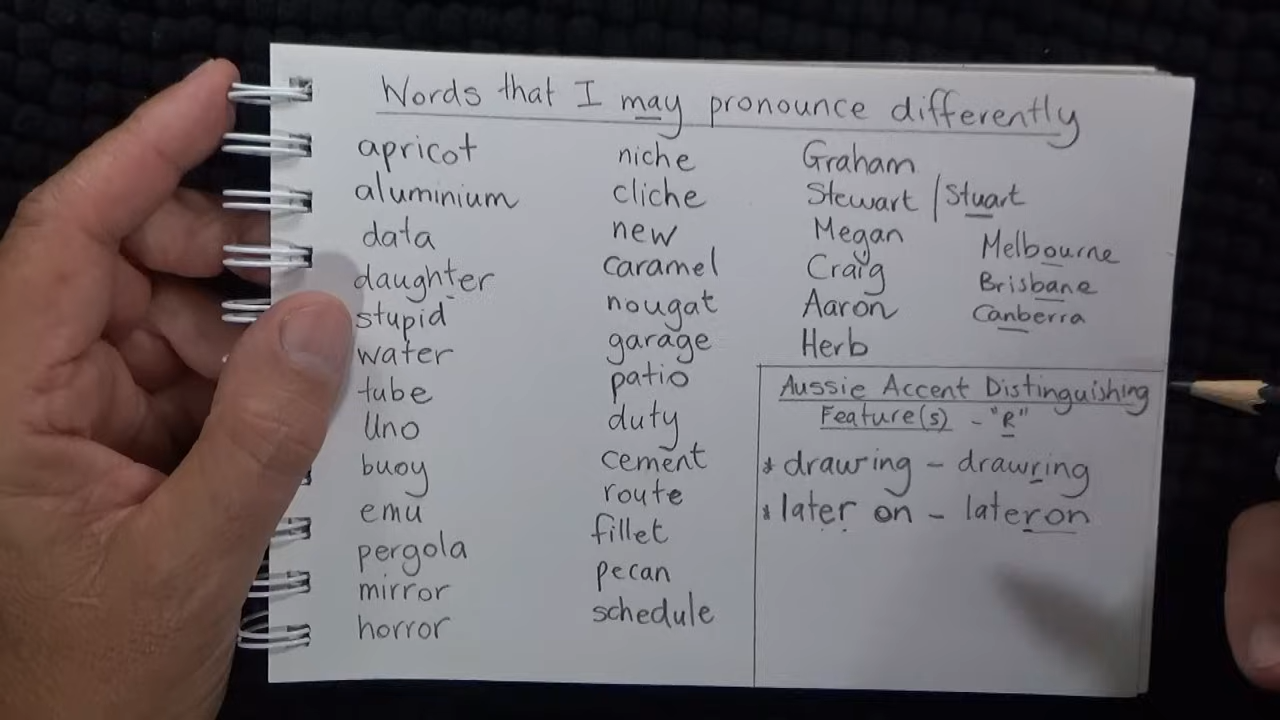 Words that I may pronounce differently
apricot
aluminium
data
daughter
stupid
water
tube
Uno
buoy
emu
pergola
mirror
horror
niche
cliche
new
caramel
nougat
garage
patio
duty
cement
route
fillet
pecan
schedule
Graham
Stewart / Stuart
Megan
Craig
Aaron
Herb
Melbourne
Brisbane
Canberra
Aussie Accent Distinguishing
Feature(s) - "R"
* drawing - drawring
* later on - lateron